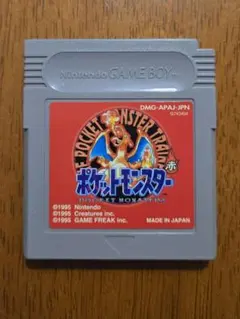 Nintendo GAME BOY
DMG-APAJ-JPN
POCKET MONSTER TRAINER
赤
ポケットモンスター
POCKET MONSTERS
©1995 Nintendo
©1995 Creatures inc.
©1995 GAME FREAK inc.
MADE IN JAPAN